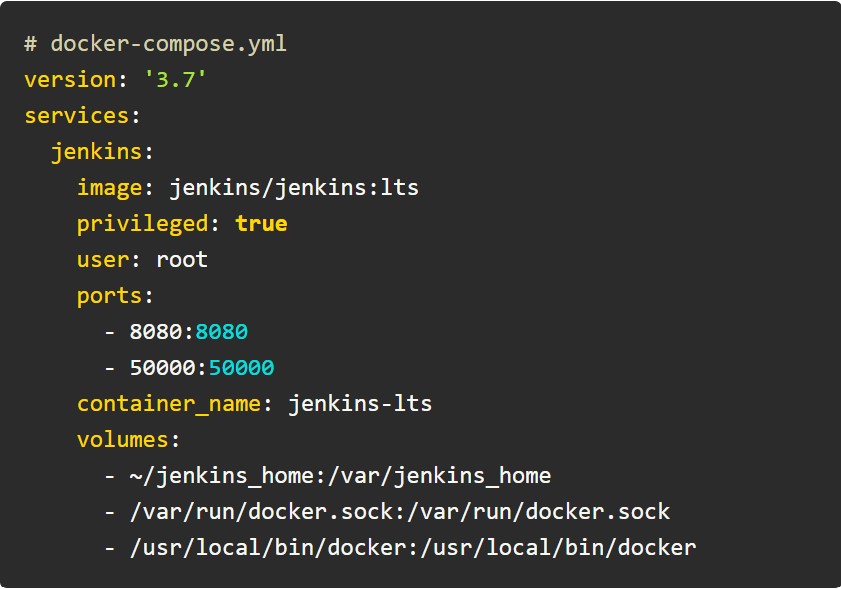 # docker-compose.yml
version: '3.7'
services:
  jenkins:
    image: jenkins/jenkins:lts
    privileged: true
    user: root
    ports:
      - 8080:8080
      - 50000:50000
    container_name: jenkins-lts
    volumes:
      - ~/jenkins_home:/var/jenkins_home
      - /var/run/docker.sock:/var/run/docker.sock
      - /usr/local/bin/docker:/usr/local/bin/docker